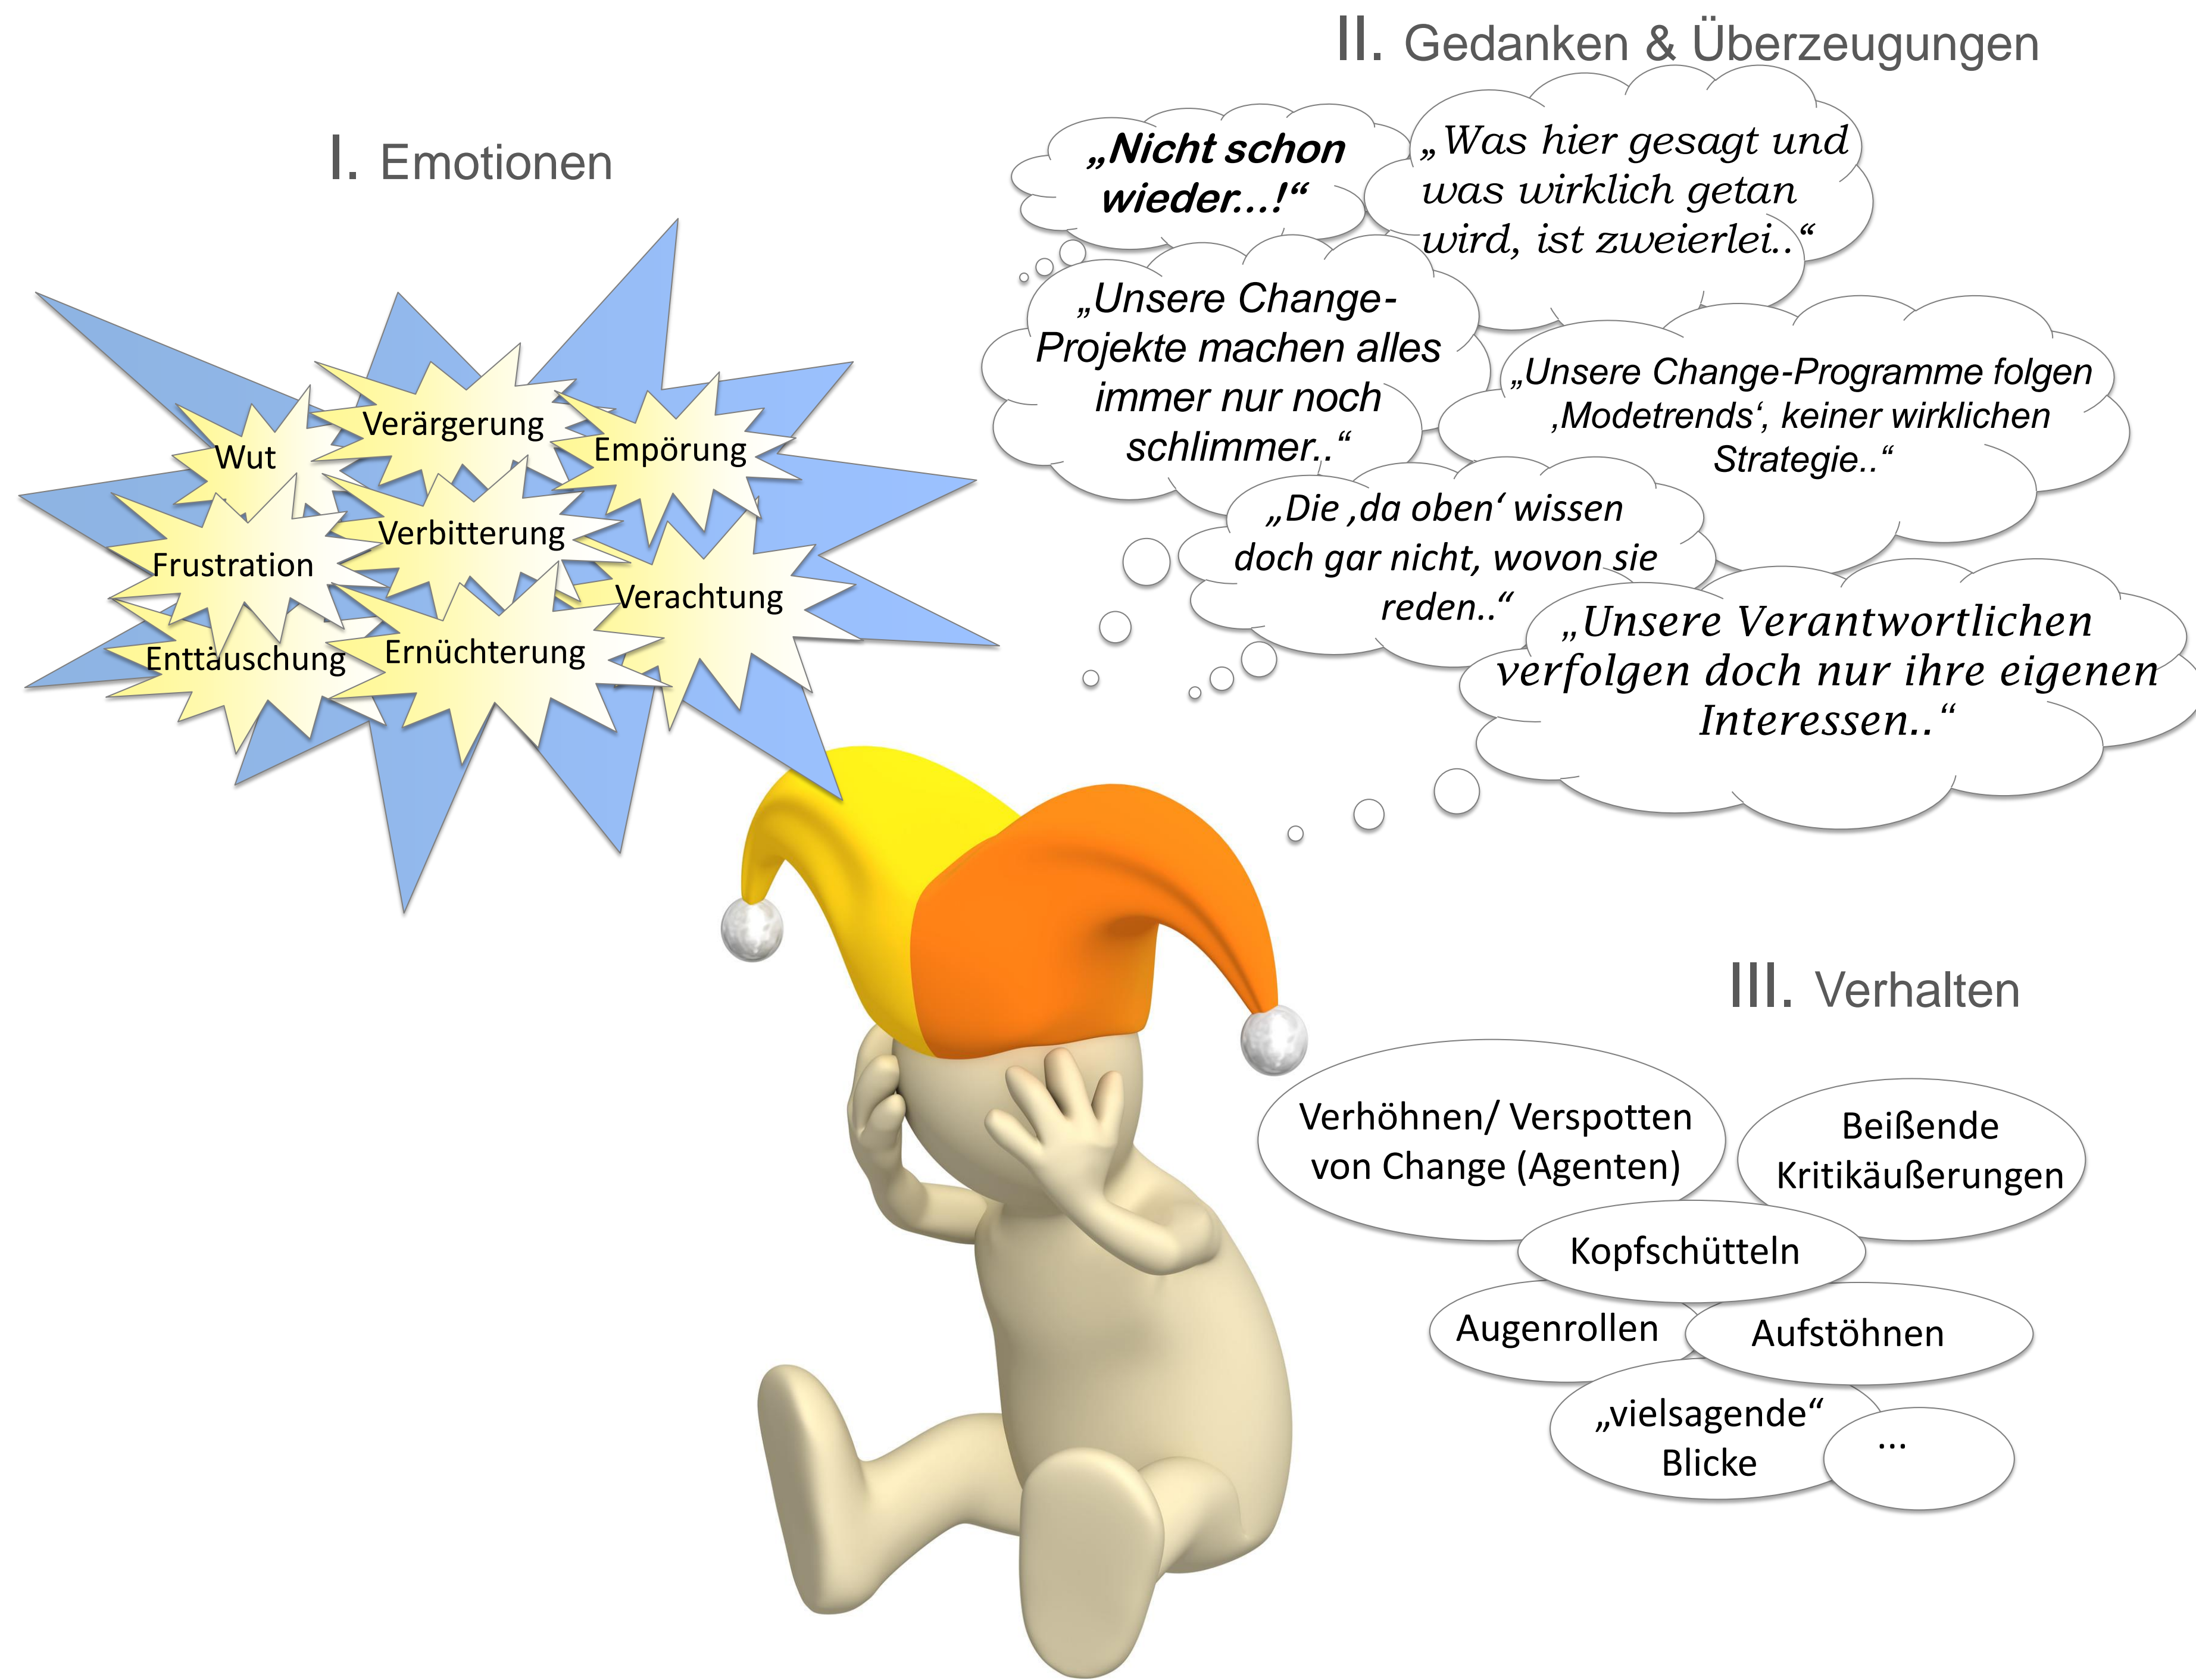 I. Emotionen
Verärgerung
Wut
Empörung
Verbitterung
Frustration
Verachtung
Enttäuschung
Ernüchterung
II. Gedanken & Überzeugungen
„Nicht schon
wieder...!“
„Was hier gesagt und
was wirklich getan
wird, ist zweierlei..“
„Unsere Change-
Projekte machen alles
immer nur noch
schlimmer..“
„Unsere Change-Programme folgen
‚Modetrends‘, keiner wirklichen
Strategie..“
„Die ‚da oben‘ wissen
doch gar nicht, wovon sie
reden..“
„Unsere Verantwortlichen
verfolgen doch nur ihre eigenen
Interessen..“
III. Verhalten
Verhöhnen/ Verspotten
von Change (Agenten)
Beißende
Kritikäußerungen
Kopfschütteln
Augenrollen
Aufstöhnen
„vielsagende“
Blicke
...